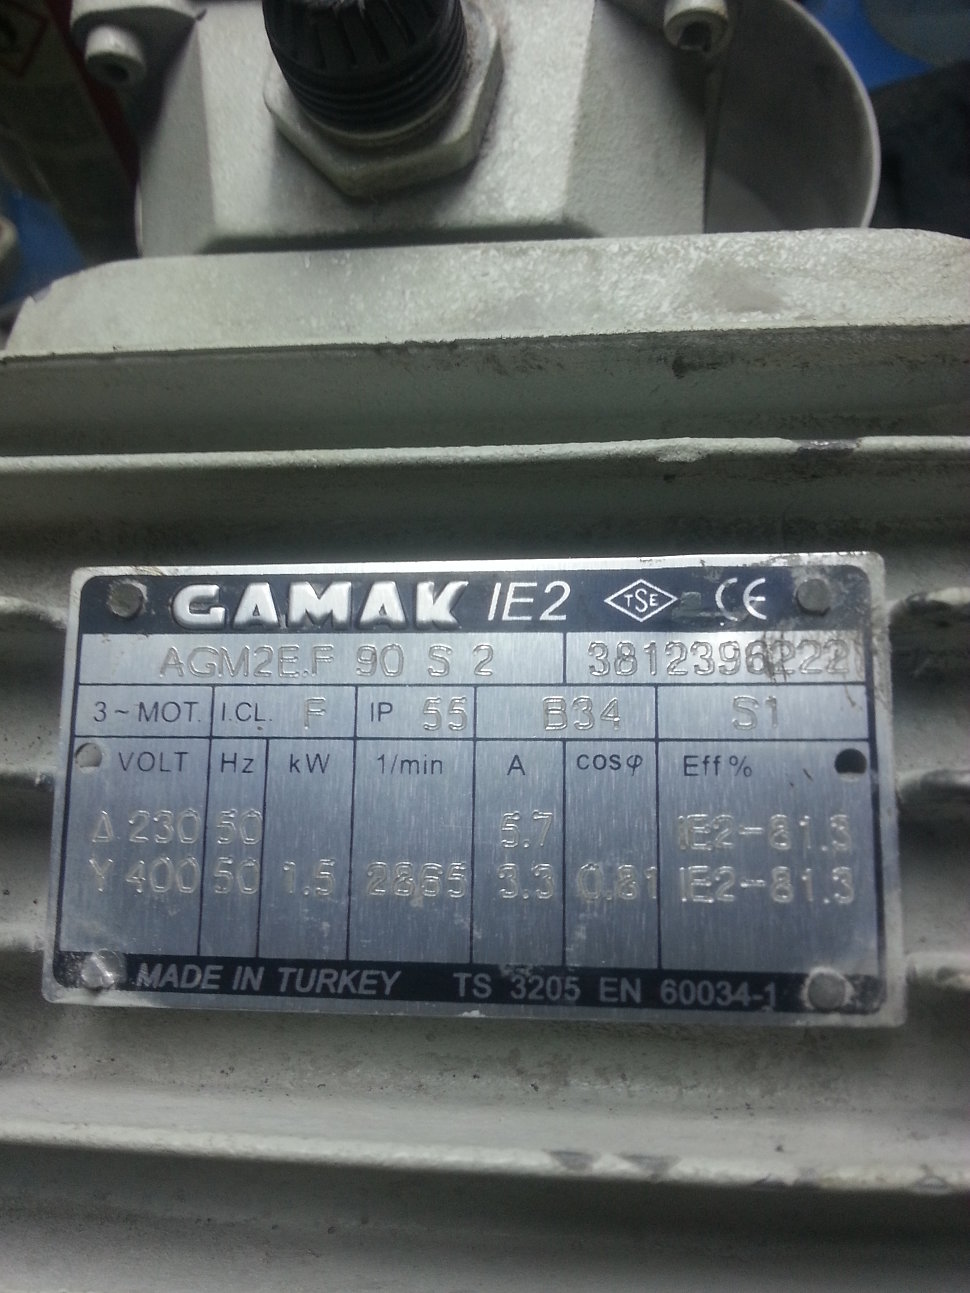 GAMAK IE2 TSE CE
AGM2E.F 90 S 2
3~MOT. I.CL. F IP 55 B34 S1
VOLT Hz kW 1/min A cosφ Eff%
Δ 230 50 5.7 IE2-81.3
Y 400 50 1.5 2865 3.3 0.81 IE2-81.3
MADE IN TURKEY TS 3205 EN 60034-1